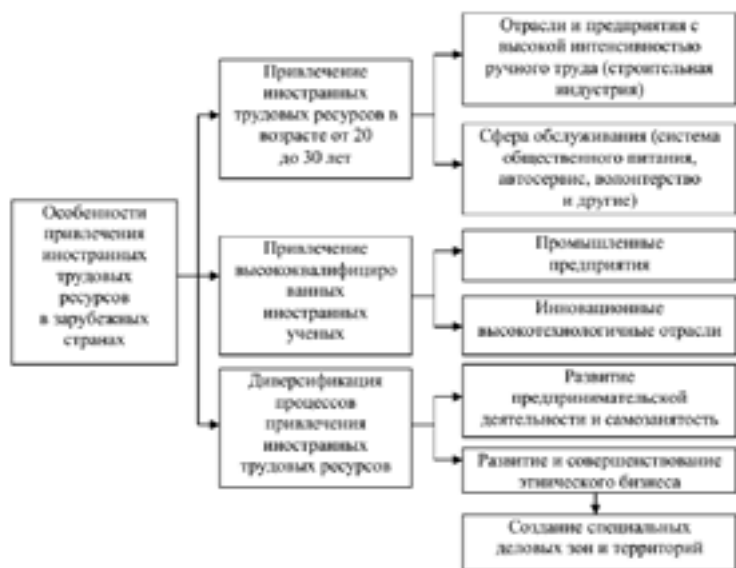 Особенности
привлечения
иностранных
трудовых
ресурсов
в зарубежных
странах
Привлечение
иностранных
трудовых ресурсов в
возрасте от 20
до 30 лет
Отрасли и предприятия с
высокой интенсивностью
ручного труда (строительная
индустрия)
Сфера обслуживания (система
общественного питания,
автосервис, волонтерство
и другие)
Привлечение
высококвалифициро
ванных
иностранных
ученых
Промышленные
предприятия
Инновационные
высокотехнологичные отрасли
Диверсификация
процессов
привлечения
иностранных
трудовых ресурсов
Развитие
предпринимательской
деятельности и самозанятость
Развитие и совершенствование
этнического бизнеса
Создание специальных
деловых зон и территорий